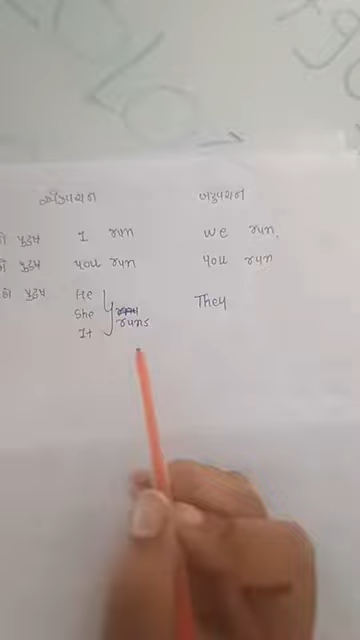 એકવચન બહુવચન
પુરુષ I run we run.
પુરુષ you run you run
પુરુષ He They
She runs
It